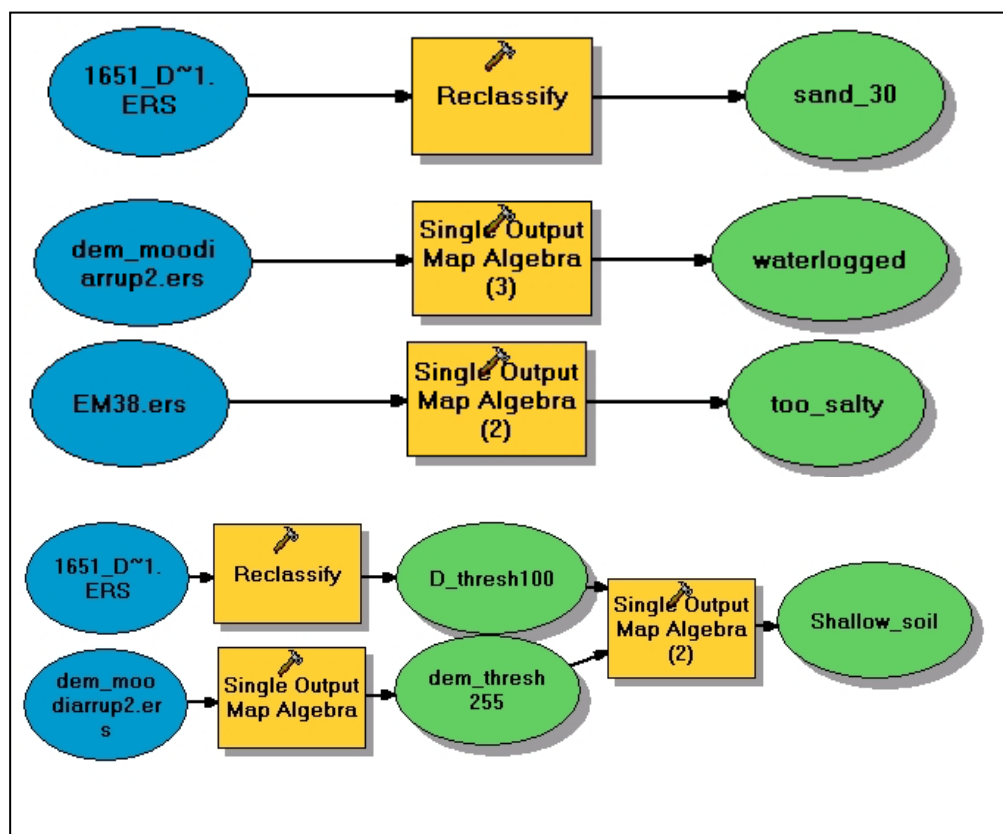 1651_D~1.
ERS
Reclassify
sand_30
dem_moodi
arrup2.ers
Single Output
Map Algebra
(3)
waterlogged
EM38.ers
Single Output
Map Algebra
(2)
too_salty
1651_D~1.
ERS
Reclassify
D_thresh100
Single Output
Map Algebra
(2)
Shallow_soil
dem_moo
diarrup2.er
s
Single Output
Map Algebra
dem_thresh
255